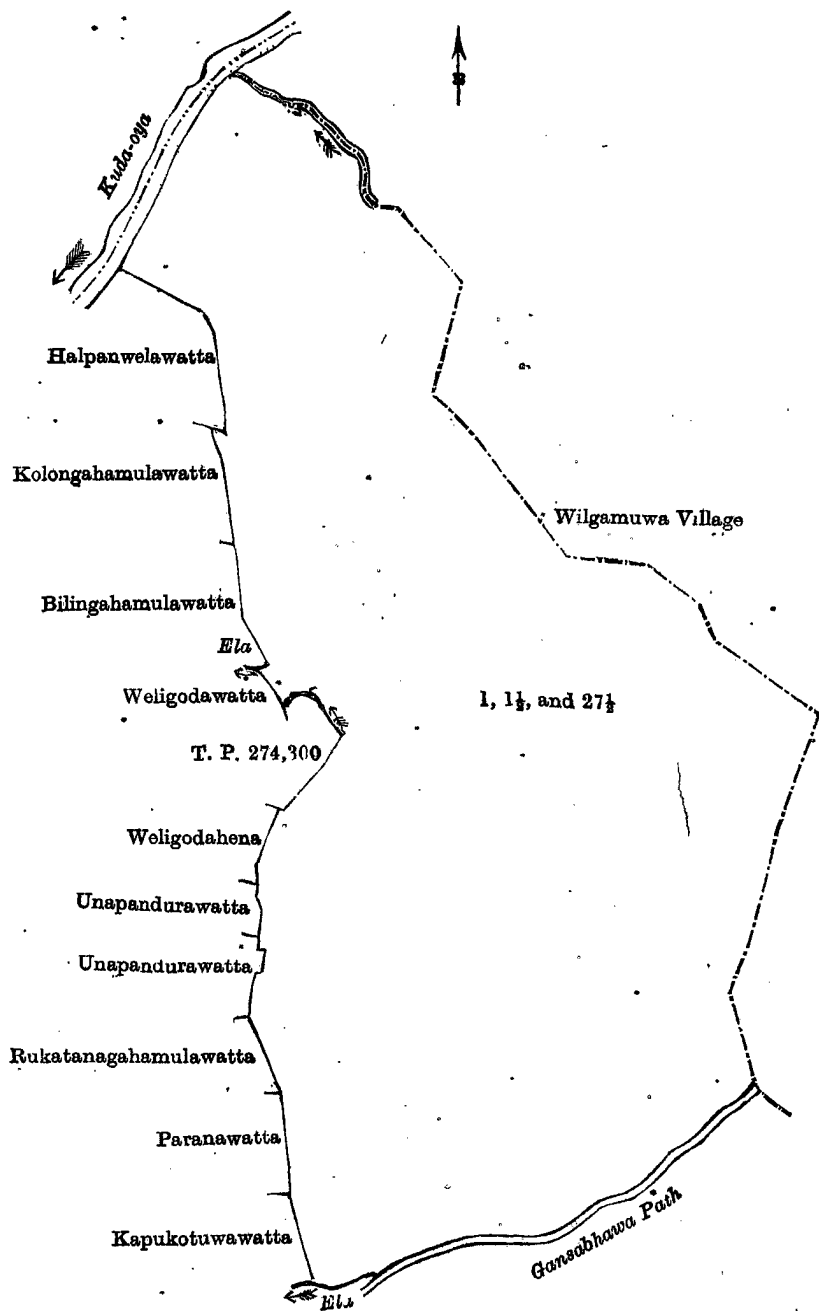 N
Kuda-oya
Halpanwelawatta
Kolongahamulawatta
Wilgamuwa Village
Bilingahamulawatta
Ela
Weligodawatta
1, 1½, and 27½
T. P. 274,300
Weligodahena
Unapandurawatta
Unapandurawatta
Rukatanagahamulawatta
Paranawatta
Kapukotuwawatta
Gansabhawa Path
Ela